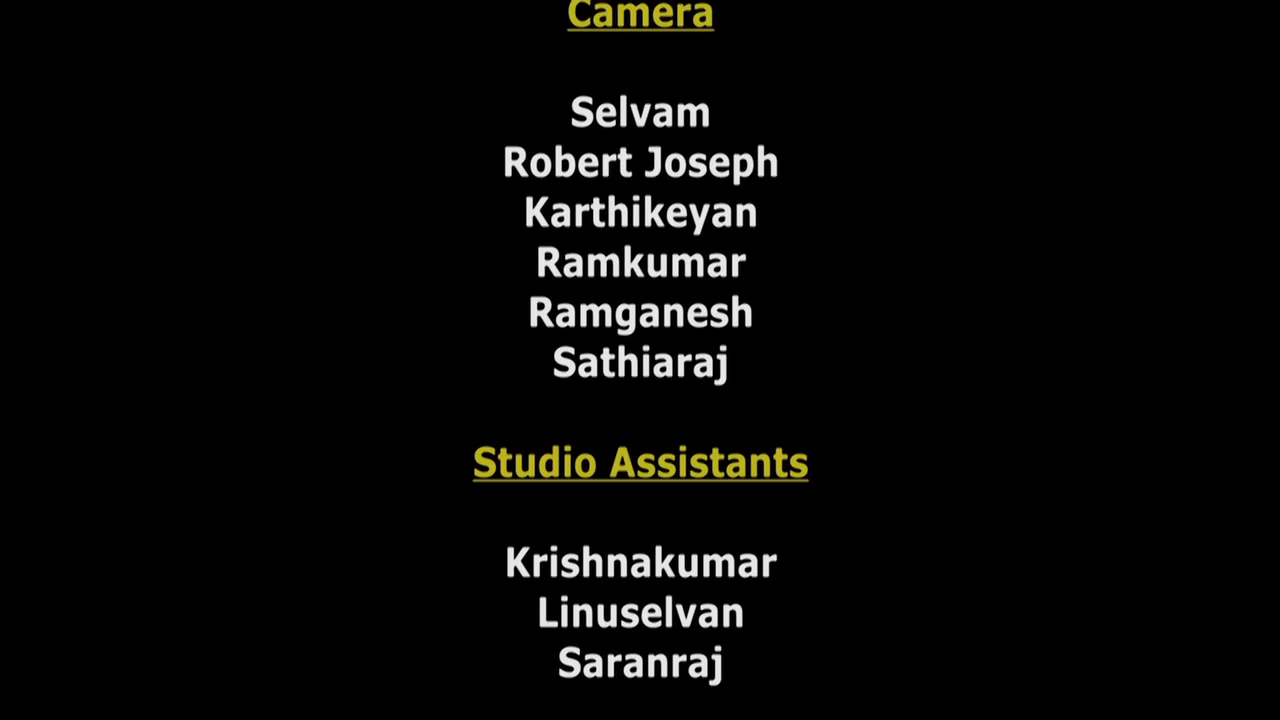 Camera
Selvam
Robert Joseph
Karthikeyan
Ramkumar
Ramganesh
Sathiaraj
Studio Assistants
Krishnakumar
Linuselvan
Saranraj